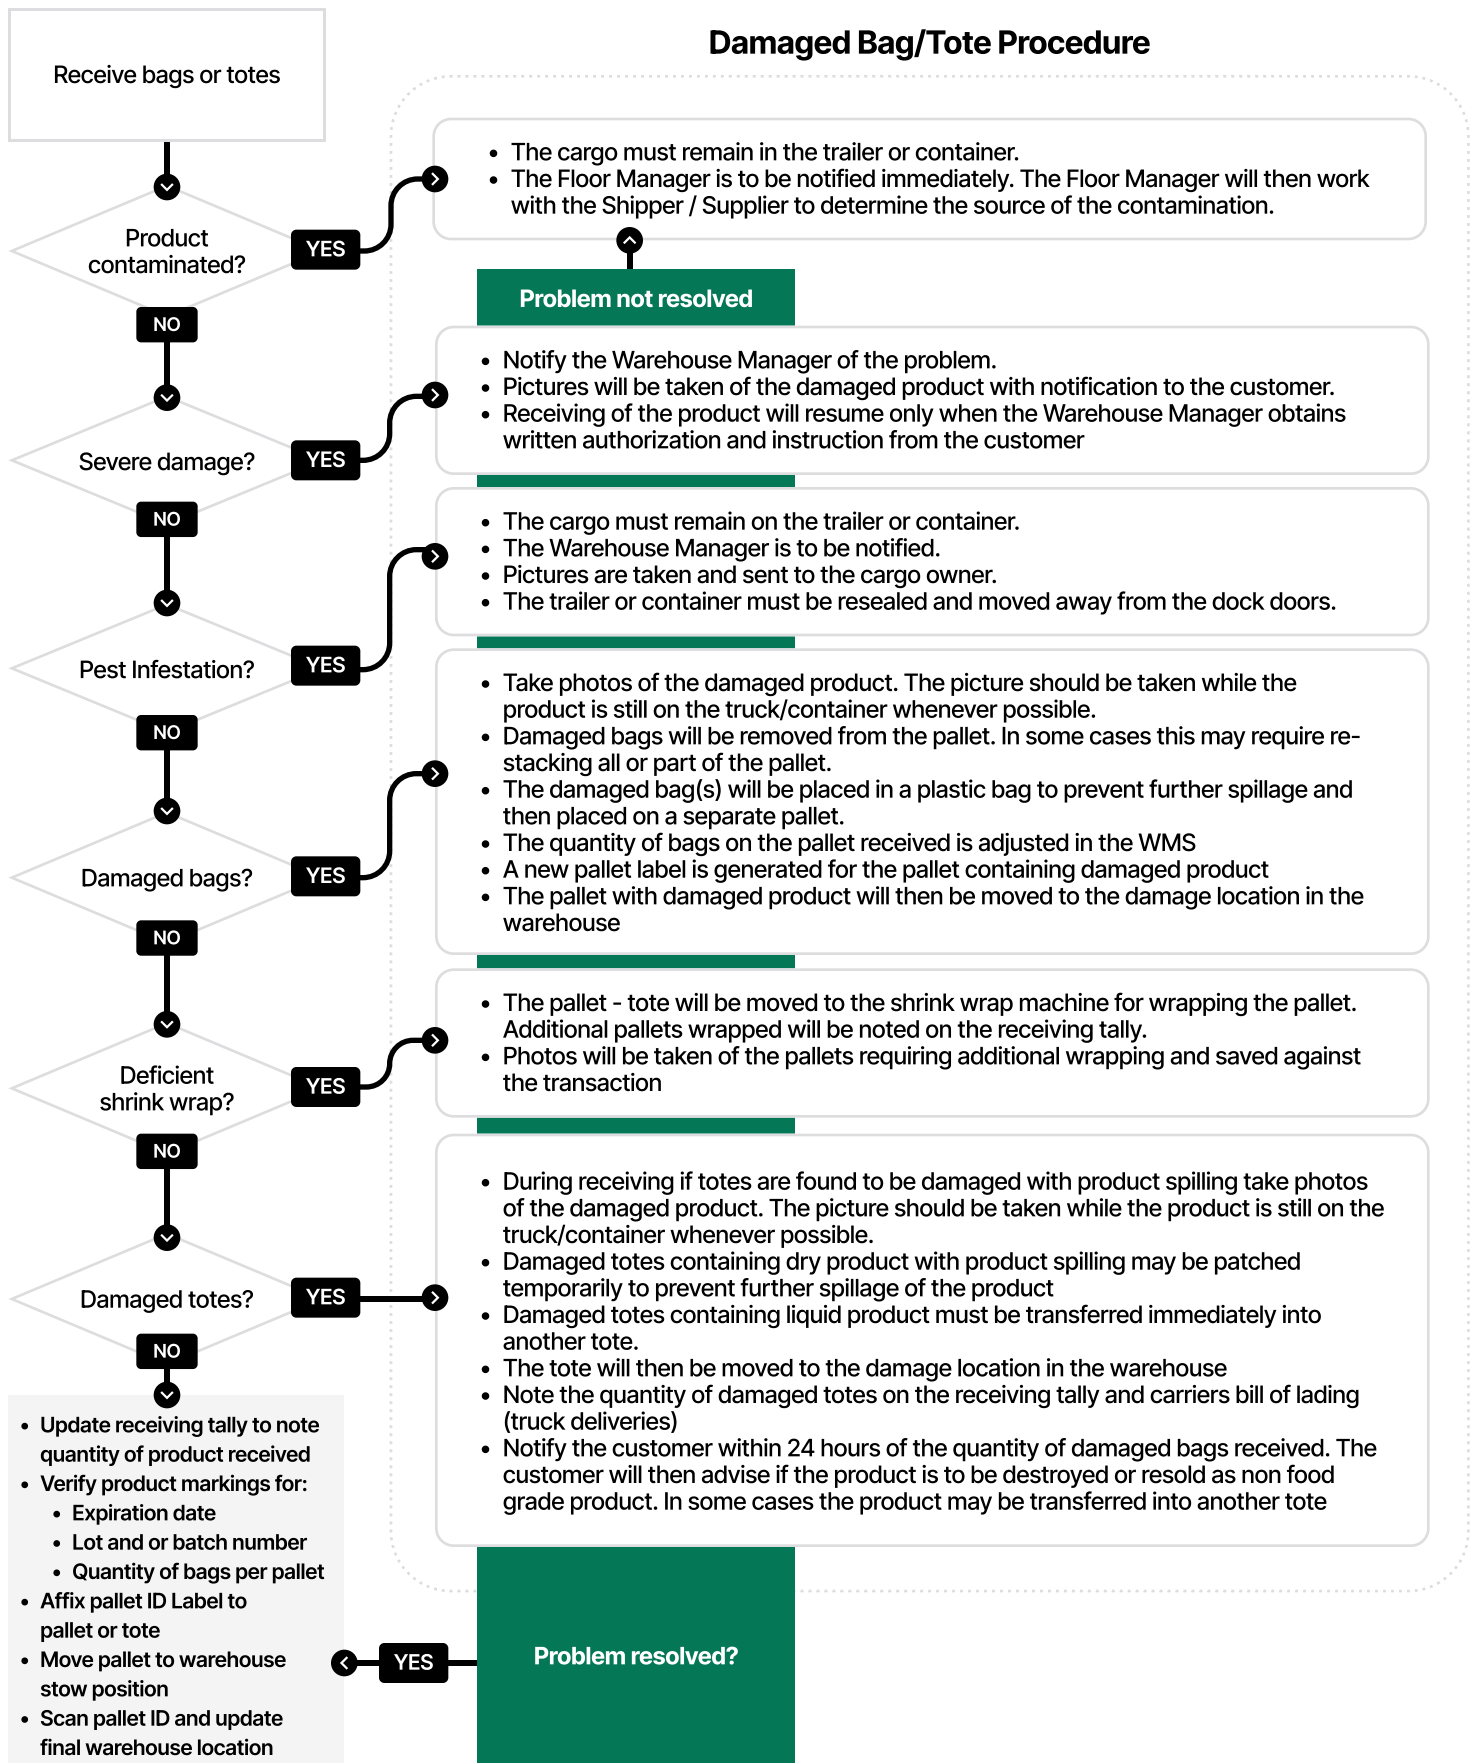 Damaged Bag/Tote Procedure
Receive bags or totes
Product
contaminated?
YES
• The cargo must remain in the trailer or container.
• The Floor Manager is to be notified immediately. The Floor Manager will then work
with the Shipper / Supplier to determine the source of the contamination.
Problem not resolved
NO
Severe damage?
YES
• Notify the Warehouse Manager of the problem.
• Pictures will be taken of the damaged product with notification to the customer.
• Receiving of the product will resume only when the Warehouse Manager obtains
written authorization and instruction from the customer
NO
Pest Infestation?
YES
• The cargo must remain on the trailer or container.
• The Warehouse Manager is to be notified.
• Pictures are taken and sent to the cargo owner.
• The trailer or container must be resealed and moved away from the dock doors.
NO
Damaged bags?
YES
• Take photos of the damaged product. The picture should be taken while the
product is still on the truck/container whenever possible.
• Damaged bags will be removed from the pallet. In some cases this may require re-
stacking all or part of the pallet.
• The damaged bag(s) will be placed in a plastic bag to prevent further spillage and
then placed on a separate pallet.
• The quantity of bags on the pallet received is adjusted in the WMS
• A new pallet label is generated for the pallet containing damaged product
• The pallet with damaged product will then be moved to the damage location in the
warehouse
NO
Deficient
shrink wrap?
YES
• The pallet - tote will be moved to the shrink wrap machine for wrapping the pallet.
Additional pallets wrapped will be noted on the receiving tally.
• Photos will be taken of the pallets requiring additional wrapping and saved against
the transaction
NO
Damaged totes?
YES
• During receiving if totes are found to be damaged with product spilling take photos
of the damaged product. The picture should be taken while the product is still on the
truck/container whenever possible.
• Damaged totes containing dry product with product spilling may be patched
temporarily to prevent further spillage of the product
• Damaged totes containing liquid product must be transferred immediately into
another tote.
• The tote will then be moved to the damage location in the warehouse
• Note the quantity of damaged totes on the receiving tally and carriers bill of lading
(truck deliveries)
• Notify the customer within 24 hours of the quantity of damaged bags received. The
customer will then advise if the product is to be destroyed or resold as non food
grade product. In some cases the product may be transferred into another tote
NO
Problem resolved?
YES
• Update receiving tally to note
quantity of product received
• Verify product markings for:
• Expiration date
• Lot and or batch number
• Quantity of bags per pallet
• Affix pallet ID Label to
pallet or tote
• Move pallet to warehouse
stow position
• Scan pallet ID and update
final warehouse location